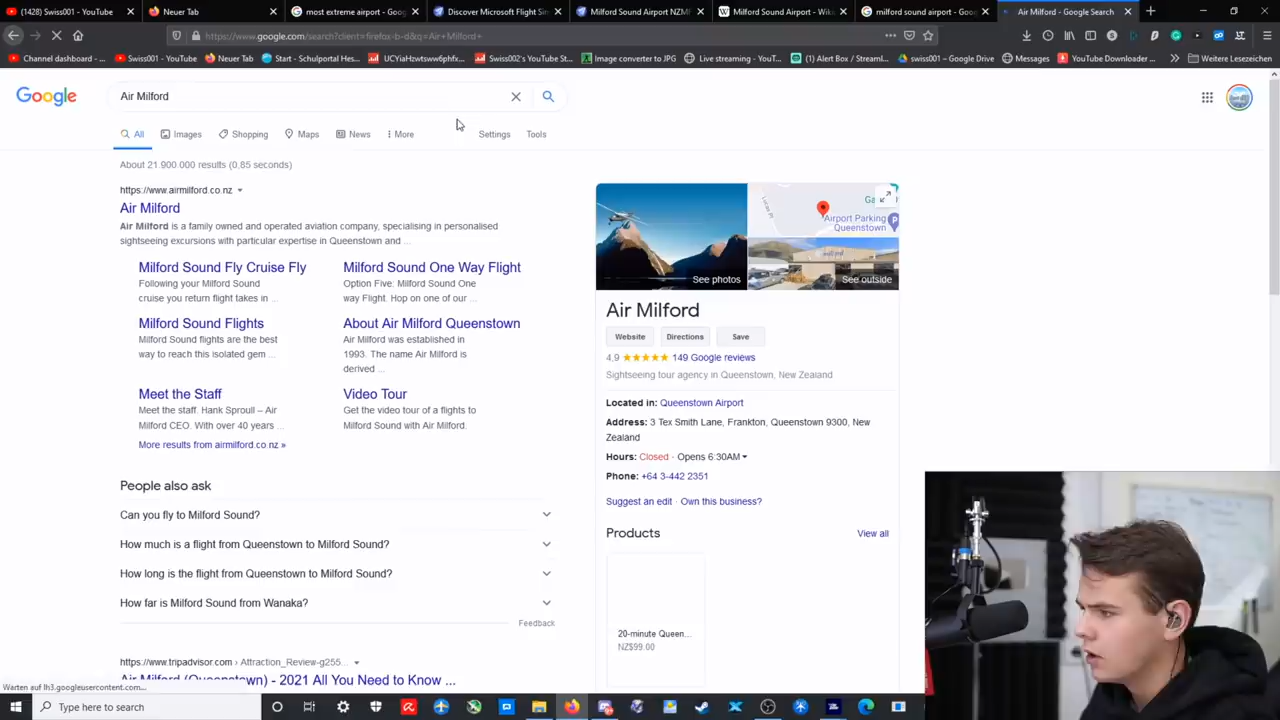 (1428) Swiss001 - YouTube
Neuer Tab
most extreme airport - Google
Discover Microsoft Flight Sim
Milford Sound Airport NZMF
Milford Sound Airport - Wik
milford sound airport - Goog
Air Milford - Google Search
https://www.google.com/search?client=firefox-b-d&q=Air+Milford+
Channel dashboard -...
Swiss001 - YouTube
Neuer Tab
Start - Schulportal Hes...
UCYiaHzwtsww6phfx...
Swiss002's YouTube St...
Image converter to JPG
Live streaming - YouT...
(1) Alert Box / Streaml...
swiss001 – Google Drive
Messages
YouTube Downloader ...
Weitere Lesezeichen
Google
Air Milford
All
Images
Shopping
Maps
News
More
Settings
Tools
About 21.900.000 results (0,85 seconds)
https://www.airmilford.co.nz
Air Milford
Air Milford is a family owned and operated aviation company, specialising in personalised
sightseeing excursions with particular expertise in Queenstown and ...
Milford Sound Fly Cruise Fly
Following your Milford Sound
cruise you return flight takes in ...
Milford Sound One Way Flight
Option Five: Milford Sound One
way Flight. Hop on one of our ...
Milford Sound Flights
Milford Sound flights are the best
way to reach this isolated gem ...
About Air Milford Queenstown
Air Milford was established in
1993. The name Air Milford is
derived ...
Meet the Staff
Meet the staff. Hank Sproull – Air
Milford CEO. With over 40 years ...
Video Tour
Get the video tour of a flights to
Milford Sound with Air Milford.
More results from airmilford.co.nz »
People also ask
Can you fly to Milford Sound?
How much is a flight from Queenstown to Milford Sound?
How long is the flight from Queenstown to Milford Sound?
How far is Milford Sound from Wanaka?
Feedback
https://www.tripadvisor.com › Attraction_Review-g255...
Air Milford (Queenstown) - 2021 All You Need to Know ...
See photos
Lucas Pl
Airport Parking
Queenstown
See outside
Air Milford
Website
Directions
Save
4,9
149 Google reviews
Sightseeing tour agency in Queenstown, New Zealand
Located in: Queenstown Airport
Address: 3 Tex Smith Lane, Frankton, Queenstown 9300, New
Zealand
Hours: Closed · Opens 6:30AM
Phone: +64 3-442 2351
Suggest an edit · Own this business?
Products
View all
20-minute Queen...
NZ$99.00
Warten auf lh3.googleusercontent.com...
Type here to search